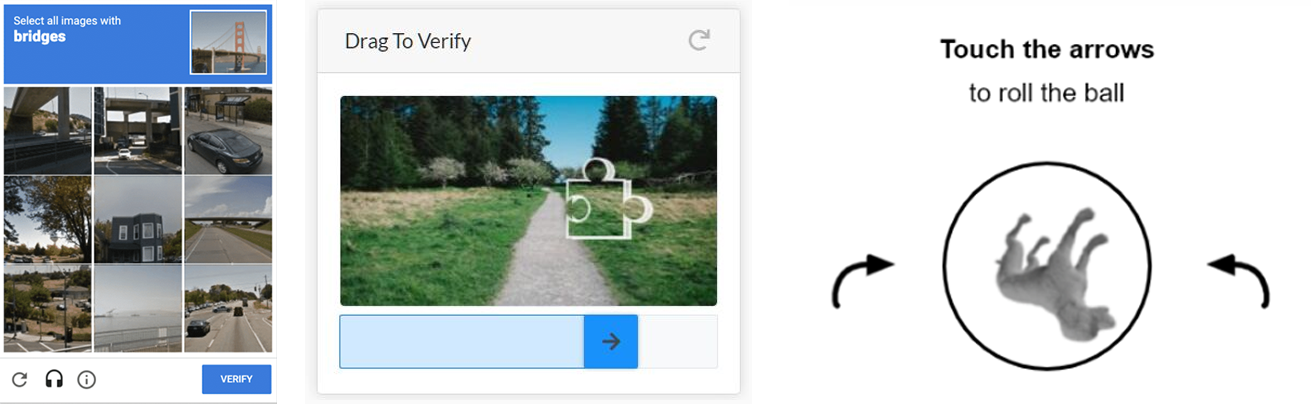 Select all images with
bridges
VERIFY
Drag To Verify
Touch the arrows
to roll the ball